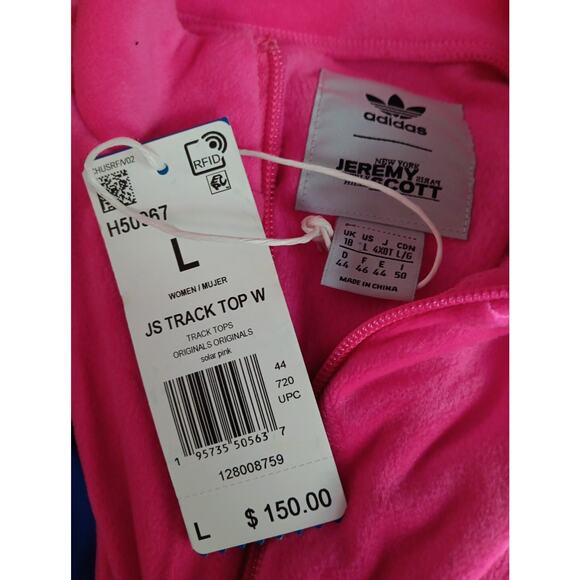 CHUSRF/V02
RFID
L
WOMEN / MUJER
JS TRACK TOP W
TRACK TOPS
ORIGINALS ORIGINALS
solar pink
44
720
UPC
1 95735 50563 7
128008759
L $ 150.00
adidas
NEW YORK
JEREMY
PARIS
SCOTT
UK US J CDN
18 L 4XOT L/G
D F E I
44 46 44 50
MADE IN CHINA